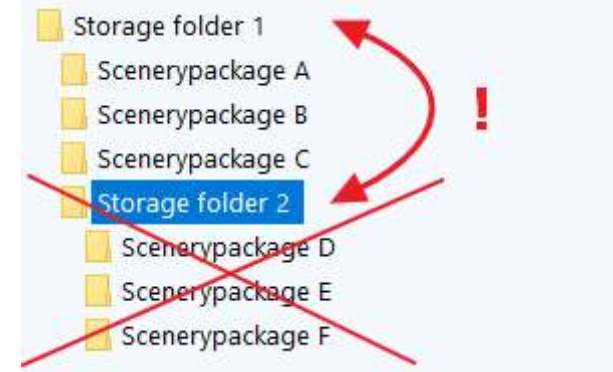 Storage folder 1
Scenerypackage A
Scenerypackage B
Scenerypackage C
Storage folder 2
Scenerypackage D
Scenerypackage E
Scenerypackage F
!